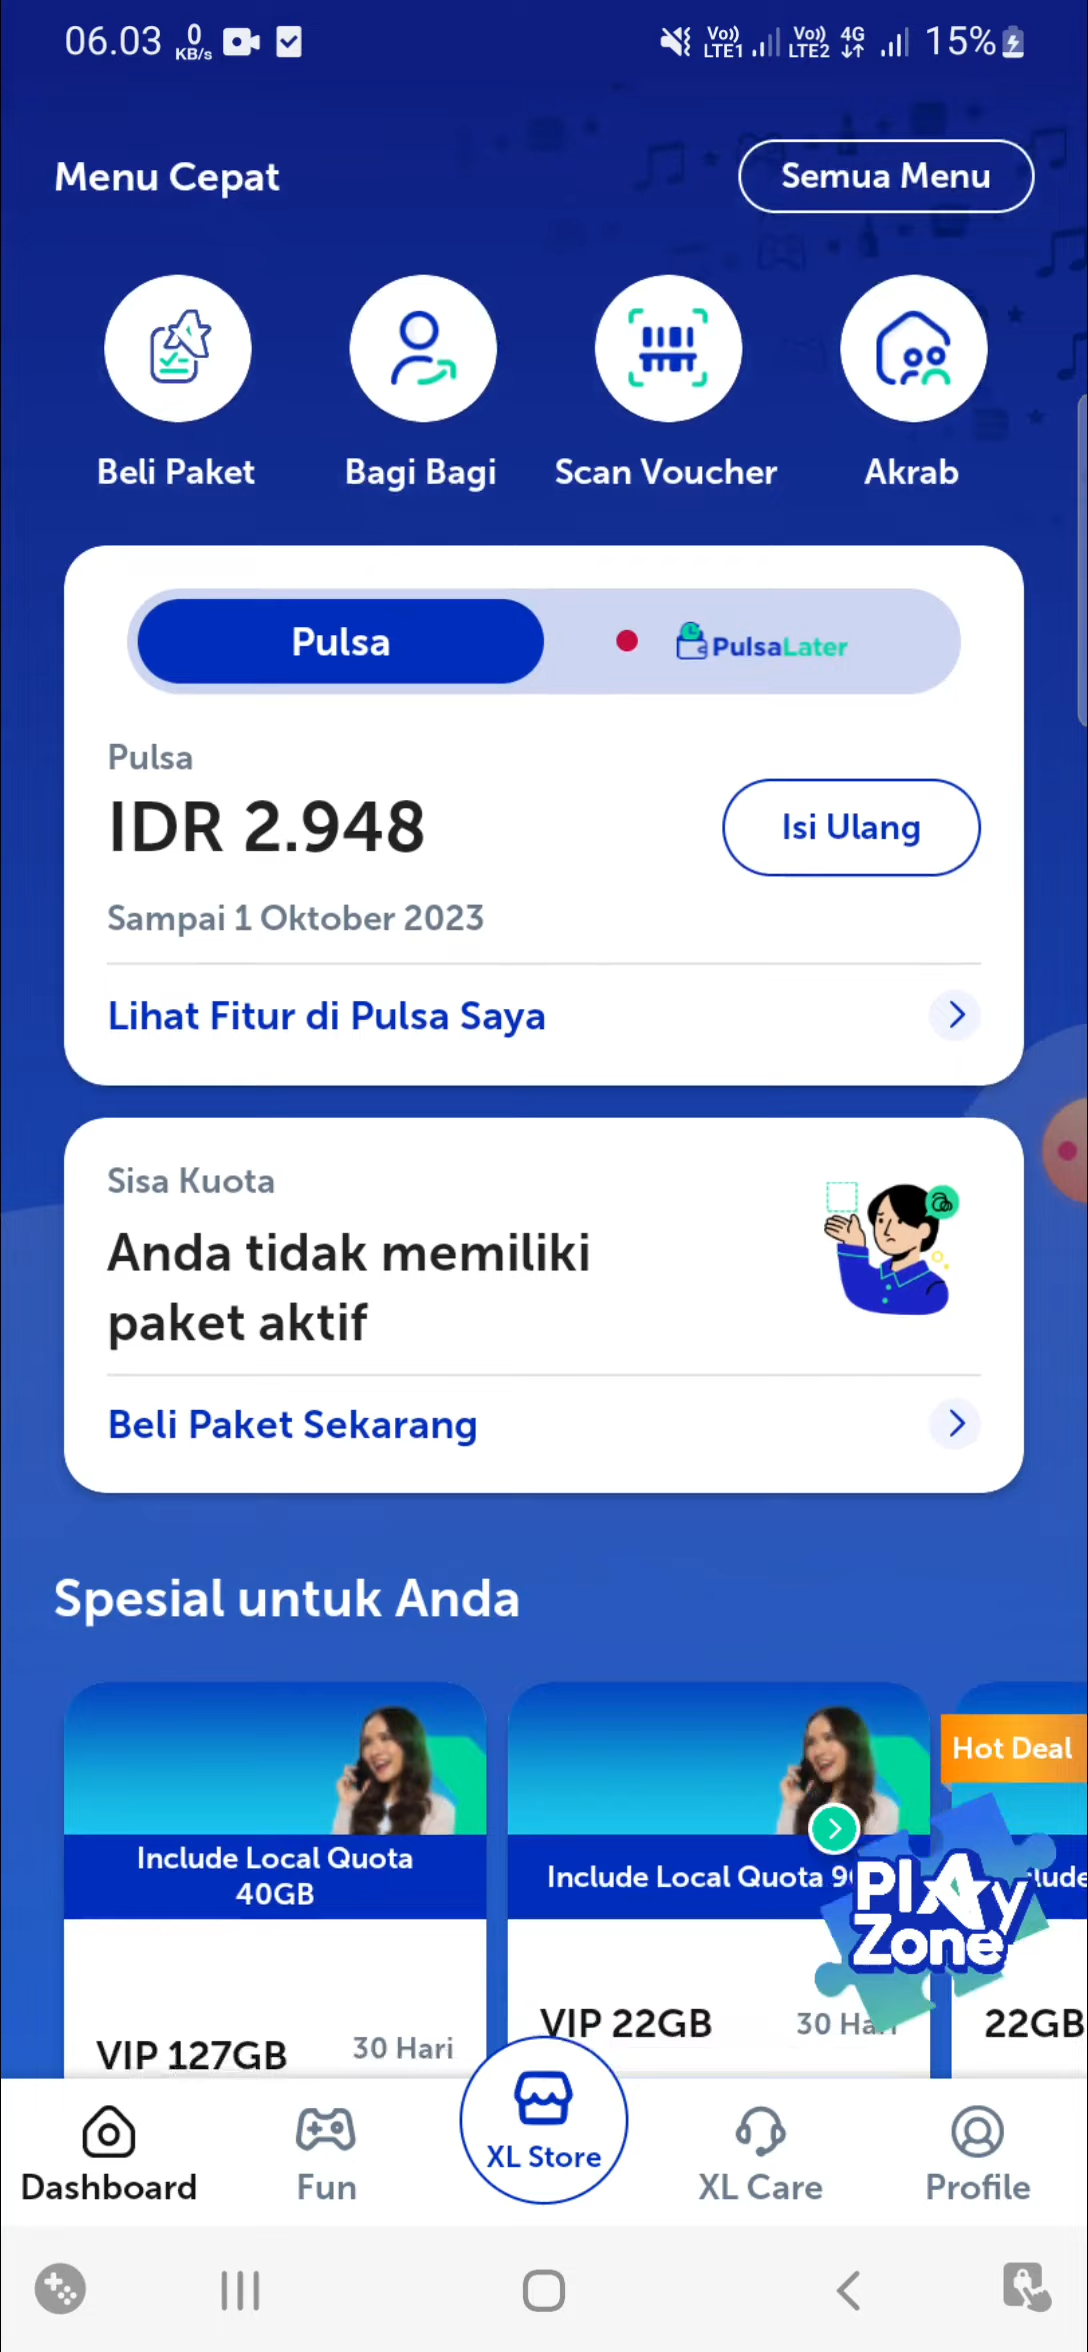 06.03 0 KB/s Vo)) LTE1 Vo)) LTE2 4G 15%
Menu Cepat
Semua Menu
Beli Paket
Bagi Bagi
Scan Voucher
Akrab
Pulsa
PulsaLater
Pulsa
IDR 2.948
Isi Ulang
Sampai 1 Oktober 2023
Lihat Fitur di Pulsa Saya
Sisa Kuota
Anda tidak memiliki
paket aktif
Beli Paket Sekarang
Spesial untuk Anda
Hot Deal
Include Local Quota
40GB
Include Local Quota
Play
Zone
VIP 127GB
30 Hari
VIP 22GB
30 Hari
22GB
Dashboard
Fun
XL Store
XL Care
Profile